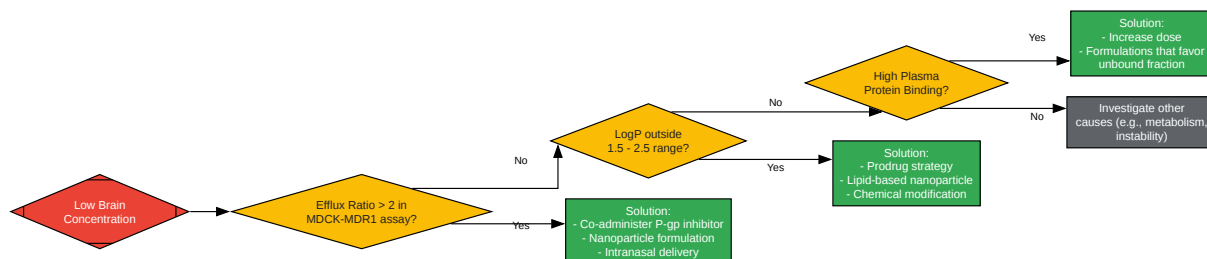 Low Brain
Concentration
Efflux Ratio > 2 in
MDCK-MDR1 assay?
No
Yes
Solution:
- Co-administer P-gp inhibitor
- Nanoparticle formulation
- Intranasal delivery
LogP outside
1.5 - 2.5 range?
No
Yes
Solution:
- Prodrug strategy
- Lipid-based nanoparticle
- Chemical modification
High Plasma
Protein Binding?
Yes
No
Solution:
- Increase dose
- Formulations that favor
unbound fraction
Investigate other
causes (e.g., metabolism,
instability)